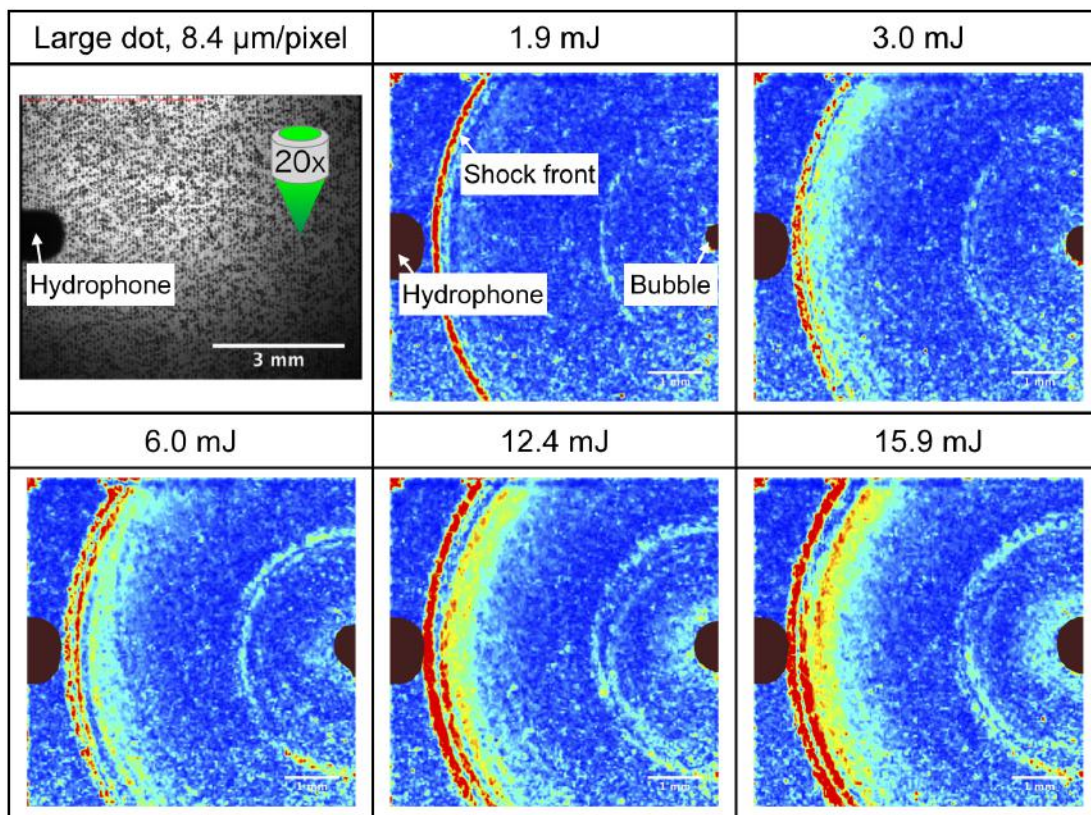 Large dot, 8.4 μm/pixel
1.9 mJ
3.0 mJ
20x
Hydrophone
3 mm
Shock front
Hydrophone
Bubble
1 mm
1 mm
6.0 mJ
12.4 mJ
15.9 mJ
1 mm
1 mm
1 mm